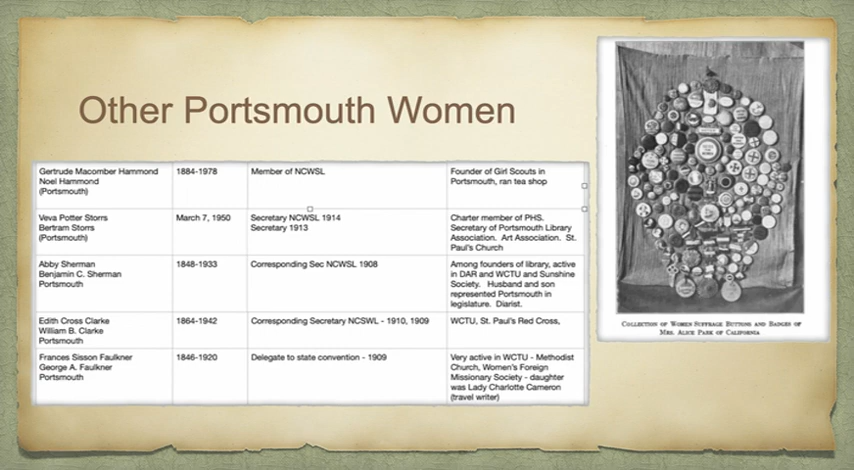 Other Portsmouth Women
Gertrude Macomber Hammond
Noel Hammond
(Portsmouth)
1884-1978
Member of NCWSL
Founder of Girl Scouts in
Portsmouth, ran tea shop
Veva Potter Storrs
Bertram Storrs
(Portsmouth)
March 7, 1950
Secretary NCWSL 1914
Secretary 1913
Charter member of PHS.
Secretary of Portsmouth Library
Association. Art Association. St.
Paul's Church
Abby Sherman
Benjamin C. Sherman
Portsmouth
1848-1933
Corresponding Sec NCWSL 1908
Among founders of library, active
in DAR and WCTU and Sunshine
Society. Husband and son
represented Portsmouth in
legislature. Diarist.
Edith Cross Clarke
William B. Clarke
Portsmouth
1864-1942
Corresponding Secretary NCSWL - 1910, 1909
WCTU, St. Paul's Red Cross,
Frances Sisson Faulkner
George A. Faulkner
Portsmouth
1846-1920
Delegate to state convention - 1909
Very active in WCTU - Methodist
Church, Women's Foreign
Missionary Society - daughter
was Lady Charlotte Cameron
(travel writer)
Collection of Women Suffrage Buttons and Badges of
Mrs. Alice Park of California